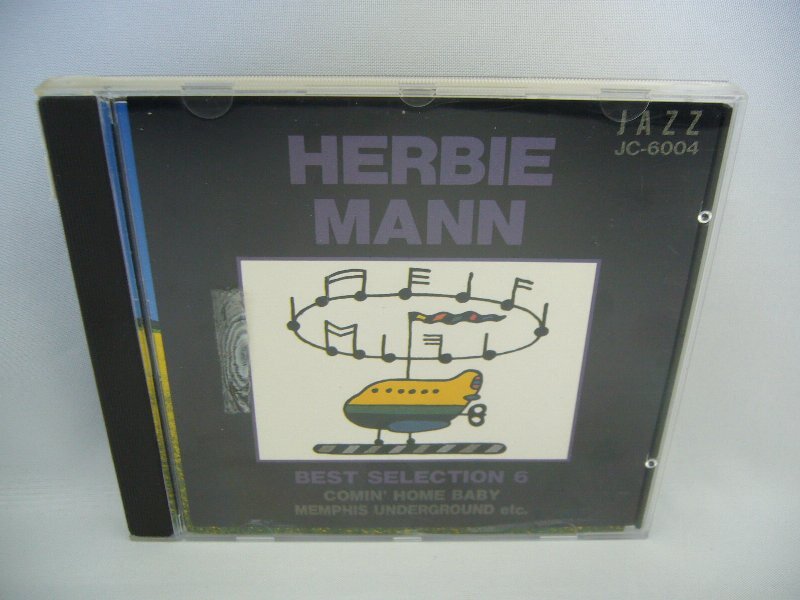 JAZZ
JC-6004
HERBIE
MANN
BEST SELECTION 6
COMIN' HOME BABY
MEMPHIS UNDERGROUND etc.